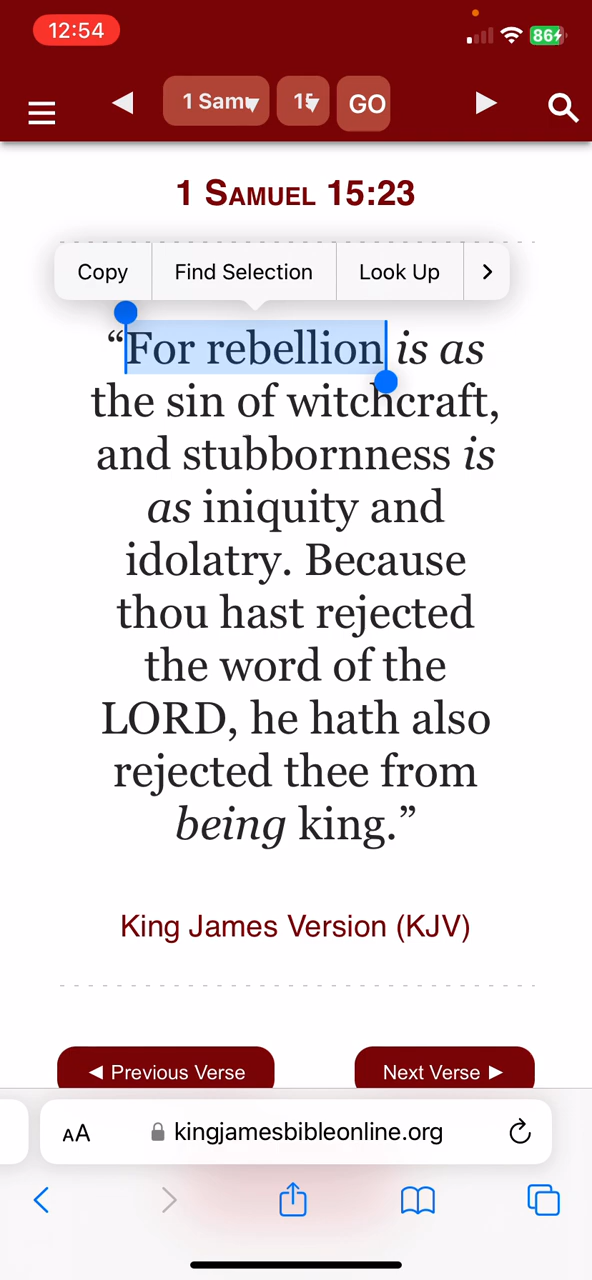 12:54
86
1 Samu
15
GO
1 SAMUEL 15:23
Copy
Find Selection
Look Up
“For rebellion is as
the sin of witchcraft,
and stubbornness is
as iniquity and
idolatry. Because
thou hast rejected
the word of the
LORD, he hath also
rejected thee from
being king.”
King James Version (KJV)
◄ Previous Verse
Next Verse ►
AA
kingjamesbibleonline.org